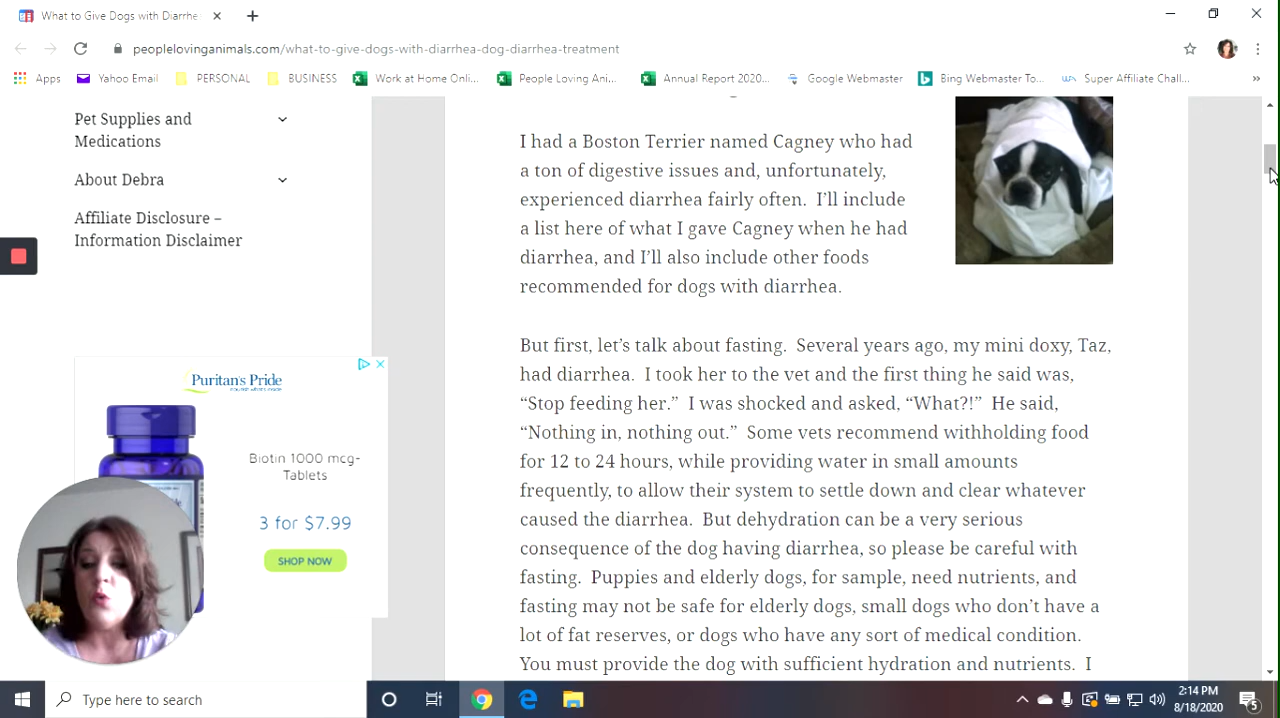 What to Give Dogs with Diarrhe
peoplelovinganimals.com/what-to-give-dogs-with-diarrhea-dog-diarrhea-treatment
Apps
Yahoo Email
PERSONAL
BUSINESS
Work at Home Onli...
People Loving Ani...
Annual Report 2020...
Google Webmaster
Bing Webmaster To...
Super Affiliate Chall...
Pet Supplies and
Medications
About Debra
Affiliate Disclosure –
Information Disclaimer
Puritan's Pride
Biotin 1000 mcg-
Tablets
3 for $7.99
SHOP NOW
I had a Boston Terrier named Cagney who had
a ton of digestive issues and, unfortunately,
experienced diarrhea fairly often.  I'll include
a list here of what I gave Cagney when he had
diarrhea, and I'll also include other foods
recommended for dogs with diarrhea.
But first, let's talk about fasting.  Several years ago, my mini doxy, Taz,
had diarrhea.  I took her to the vet and the first thing he said was,
“Stop feeding her.”  I was shocked and asked, “What?!”  He said,
“Nothing in, nothing out.”  Some vets recommend withholding food
for 12 to 24 hours, while providing water in small amounts
frequently, to allow their system to settle down and clear whatever
caused the diarrhea.  But dehydration can be a very serious
consequence of the dog having diarrhea, so please be careful with
fasting.  Puppies and elderly dogs, for sample, need nutrients, and
fasting may not be safe for elderly dogs, small dogs who don't have a
lot of fat reserves, or dogs who have any sort of medical condition.
You must provide the dog with sufficient hydration and nutrients.  I
Type here to search
2:14 PM
8/18/2020
5